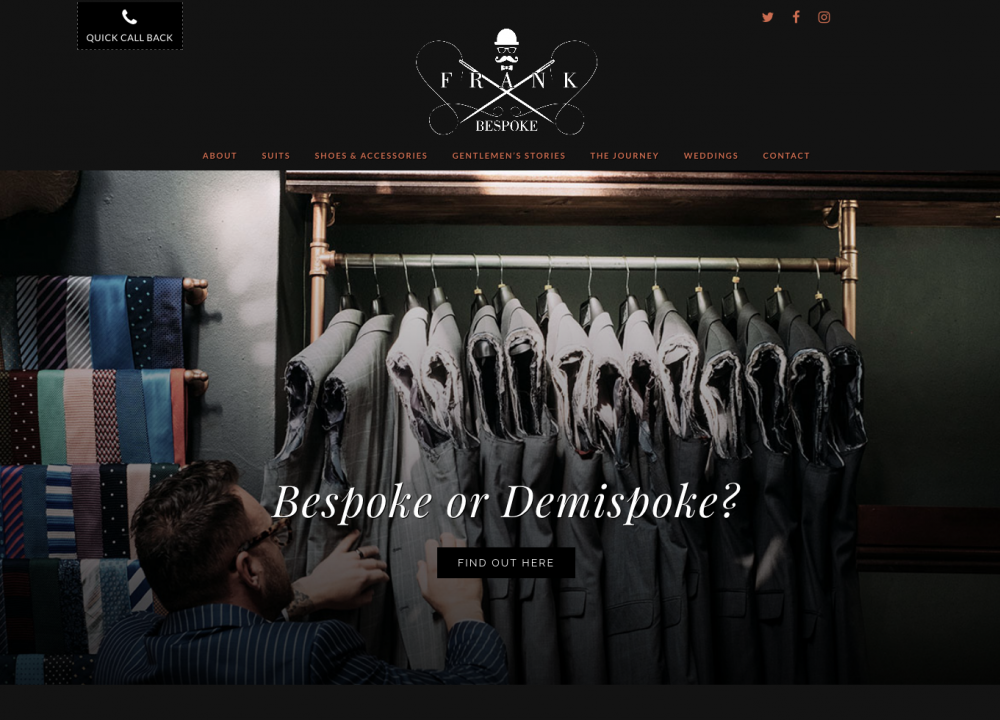 QUICK CALL BACK
FRANK
BESPOKE
ABOUT SUITS SHOES & ACCESSORIES GENTLEMEN'S STORIES THE JOURNEY WEDDINGS CONTACT
Bespoke or Demispoke?
FIND OUT HERE